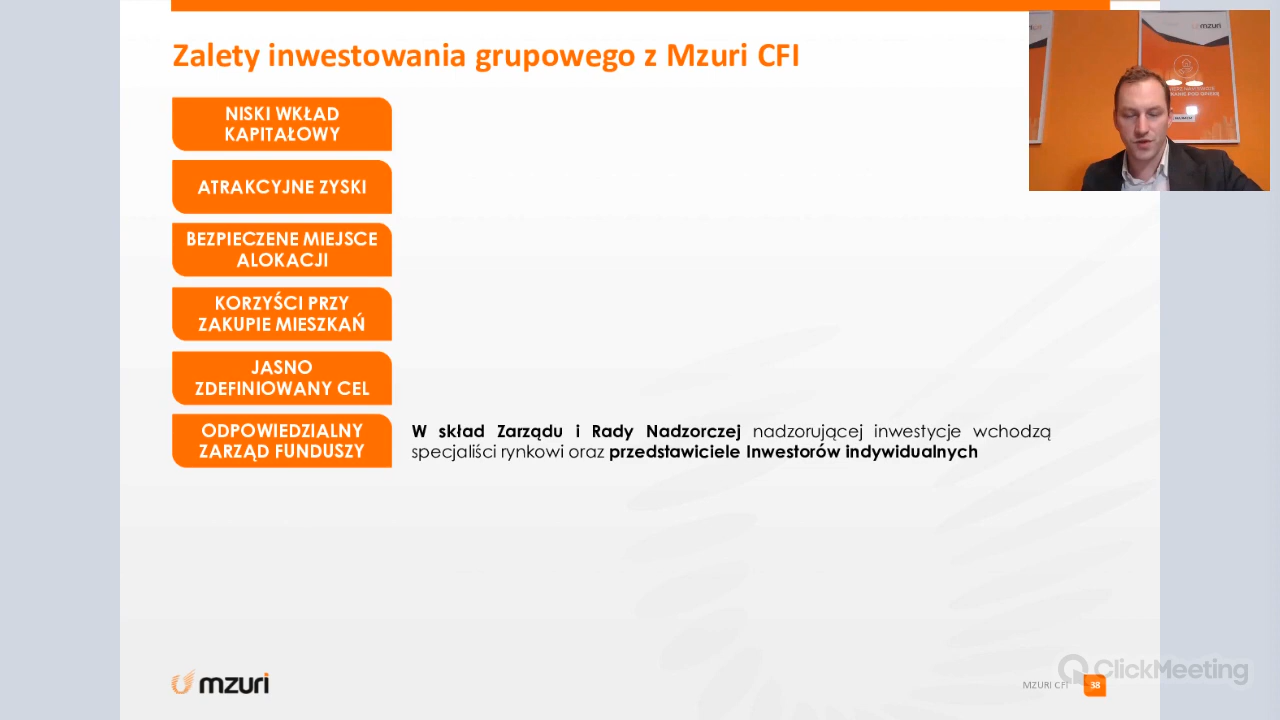 Zalety inwestowania grupowego z Mzuri CFI
NISKI WKŁAD
KAPITAŁOWY
ATRAKCYJNE ZYSKI
BEZPIECZENE MIEJSCE
ALOKACJI
KORZYŚCI PRZY
ZAKUPIE MIESZKAŃ
JASNO
ZDEFINIOWANY CEL
ODPOWIEDZIALNY
ZARZĄD FUNDUSZY
W skład Zarządu i Rady Nadzorczej nadzorującej inwestycje wchodzą
specjaliści rynkowi oraz przedstawiciele Inwestorów indywidualnych
mzuri
mzuri
MZURI CFI
38
ClickMeeting